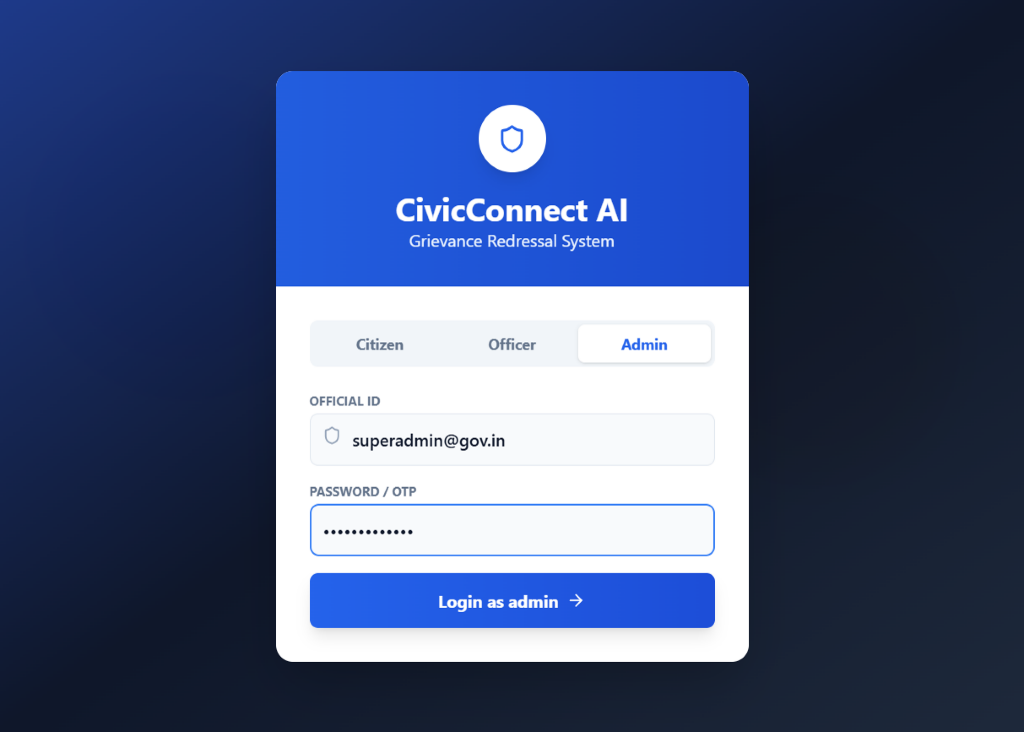 CivicConnect AI
Grievance Redressal System
Citizen Officer Admin
OFFICIAL ID
superadmin@gov.in
PASSWORD / OTP
•••••••••••••
Login as admin →